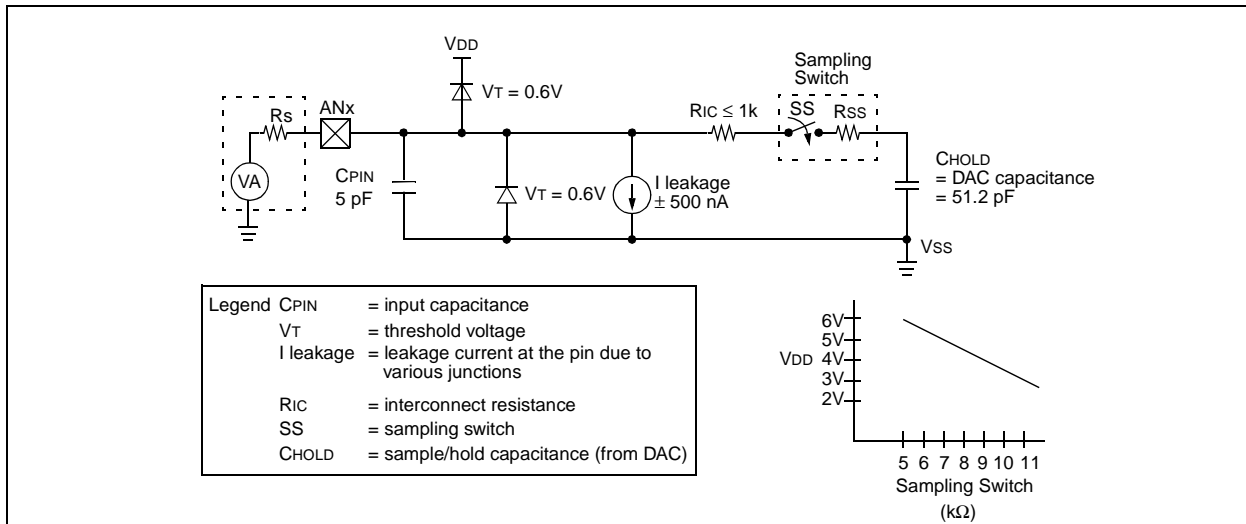 VDD
Sampling
Switch
VT = 0.6V
RS
ANx
RIC ≤ 1k
SS
RSS
VA
CPIN
5 pF
VT = 0.6V
I leakage
± 500 nA
CHOLD
= DAC capacitance
= 51.2 pF
VSS
Legend CPIN = input capacitance
VT = threshold voltage
I leakage = leakage current at the pin due to
various junctions
RIC = interconnect resistance
SS = sampling switch
CHOLD = sample/hold capacitance (from DAC)
6V
5V
VDD 4V
3V
2V
5 6 7 8 9 10 11
Sampling Switch
(kΩ)